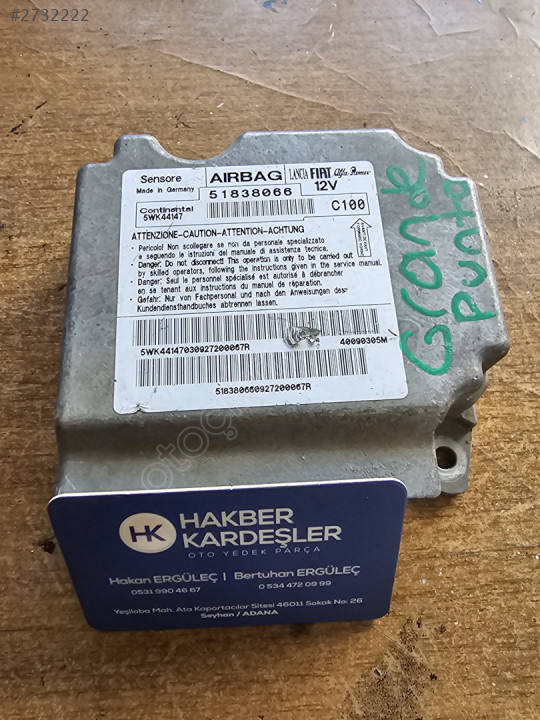 #2732222
Sensore AIRBAG LANCIA FIAT Alfa Romeo
Made in Germany 51838066 12V
Continental
5WK44147 C100
ATTENZIONE-CAUTION-ATTENTION-ACHTUNG
- Pericolo! Non scollegare se non da personale specializzato
e seguendo le istruzioni del manuale di assistenza tecnica.
- Danger: Do not disconnect! This operation is only to be carried out
by skilled operators, following the instructions given in the service manual.
- Danger: Seul le personnel spécialisé est autorisé à débrancher
en se tenant aux instructions du manuel de réparation.
- Gefahr: Nur von Fachpersonal und nach den Anweisungen des
Kundendiensthandbuches abtrennen lassen.
5WK44147030927200067R 40090305M
518380660927200067R
Grande
punto
HK HAKBER
KARDEŞLER
OTO YEDEK PARÇA
Hakan ERGÜLEÇ | Bertuhan ERGÜLEÇ
0531 990 46 67 0 534 472 09 99
Yeşiloba Mah. Ata Kaportacılar Sitesi 46011 Sokak No: 26
Seyhan / ADANA